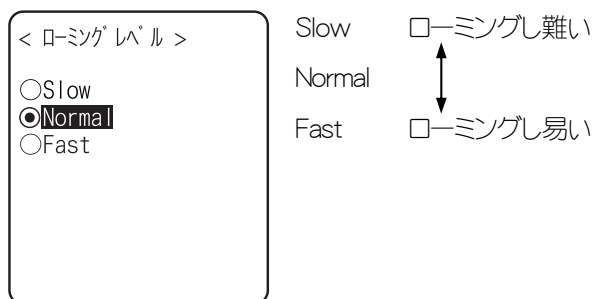 < ﾛｰﾐﾝｸﾞ ﾚﾍﾞﾙ >
○Slow
◉Normal
○Fast
Slow ローミングし難い
Normal
Fast ローミングし易い